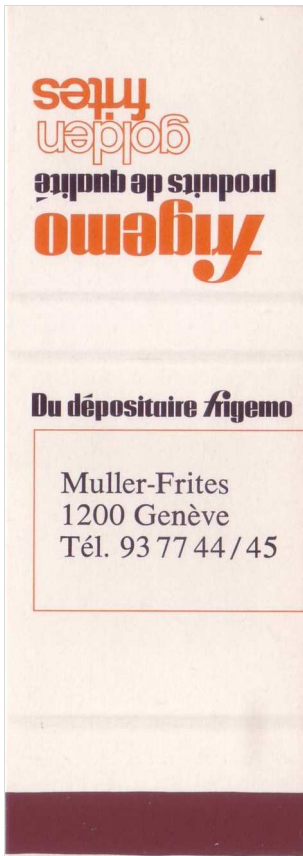 frigemo
produits de qualité
golden
frites
Du dépositaire frigemo
Muller-Frites
1200 Genève
Tél. 93 77 44 / 45